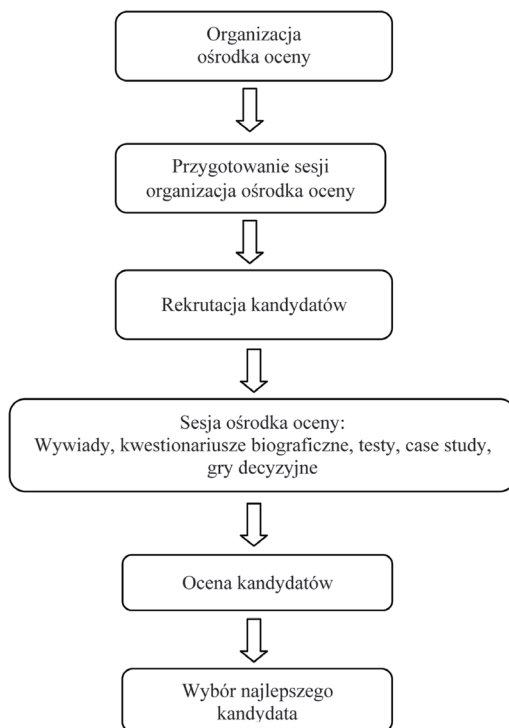 Organizacja
ośrodka oceny
Przygotowanie sesji
organizacja ośrodka oceny
Rekrutacja kandydatów
Sesja ośrodka oceny:
Wywiady, kwestionariusze biograficzne, testy, case study,
gry decyzyjne
Ocena kandydatów
Wybór najlepszego
kandydata